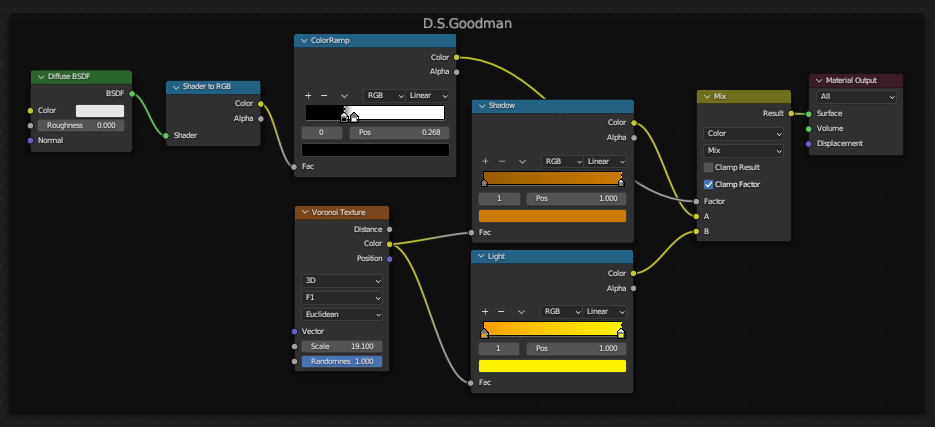 D.S.Goodman
Diffuse BSDF
BSDF
Color
Roughness 0.000
Normal
Shader to RGB
Color
Alpha
Shader
ColorRamp
Color
Alpha
+ − RGB Linear
0 Pos 0.268
Fac
Voronoi Texture
Distance
Color
Position
3D
F1
Euclidean
Vector
Scale 19.100
Randomnes 1.000
Shadow
Color
Alpha
+ − RGB Linear
1 Pos 1.000
Fac
Light
Color
Alpha
+ − RGB Linear
1 Pos 1.000
Fac
Mix
Result
Color
Mix
Clamp Result
Clamp Factor
Factor
A
B
Material Output
All
Surface
Volume
Displacement